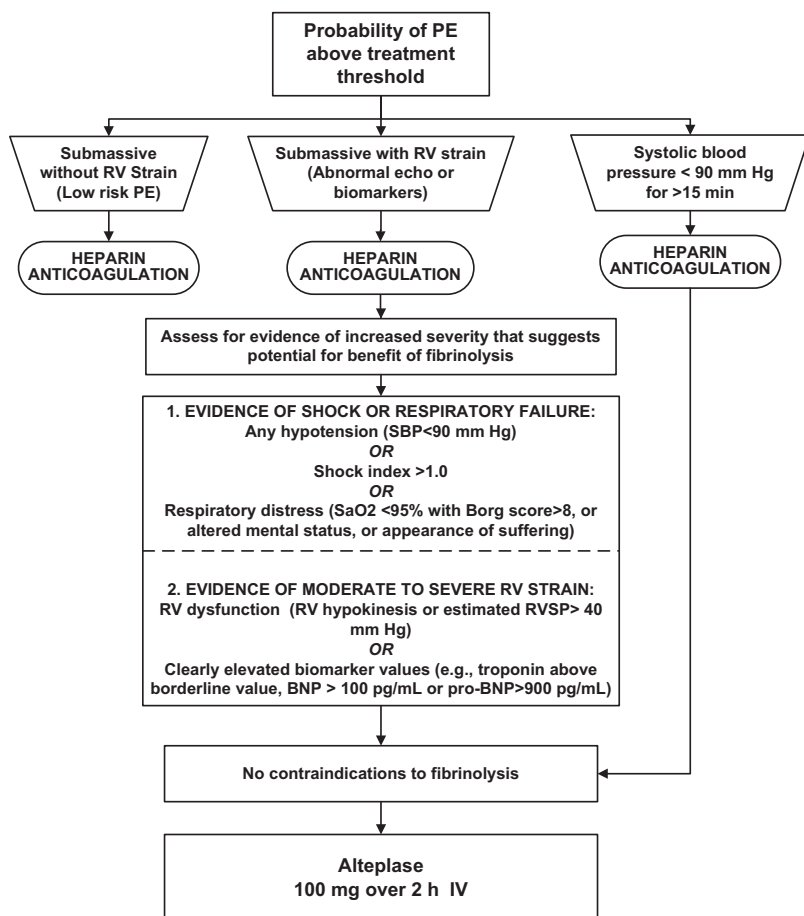 Probability of PE
above treatment
threshold
Submassive
without RV Strain
(Low risk PE)
Submassive with RV strain
(Abnormal echo or
biomarkers)
Systolic blood
pressure < 90 mm Hg
for >15 min
HEPARIN
ANTICOAGULATION
HEPARIN
ANTICOAGULATION
HEPARIN
ANTICOAGULATION
Assess for evidence of increased severity that suggests
potential for benefit of fibrinolysis
1. EVIDENCE OF SHOCK OR RESPIRATORY FAILURE:
Any hypotension (SBP<90 mm Hg)
OR
Shock index >1.0
OR
Respiratory distress (SaO2 <95% with Borg score>8, or
altered mental status, or appearance of suffering)
2. EVIDENCE OF MODERATE TO SEVERE RV STRAIN:
RV dysfunction (RV hypokinesis or estimated RVSP> 40
mm Hg)
OR
Clearly elevated biomarker values (e.g., troponin above
borderline value, BNP > 100 pg/mL or pro-BNP>900 pg/mL)
No contraindications to fibrinolysis
Alteplase
100 mg over 2 h IV